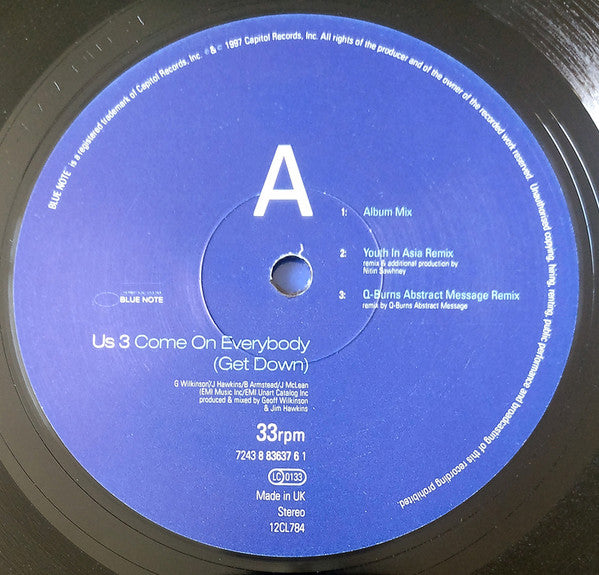 BLUE NOTE™ is a registered trademark of Capitol Records, Inc. ℗ & © 1997 Capitol Records, Inc. All rights of the producer and of the owner of the recorded work reserved. Unauthorised copying, hiring, renting, public performance and broadcasting of this recording prohibited.
A
1: Album Mix
2: Youth In Asia Remix
remix & additional production by
Nitin Sawhney
3: Q-Burns Abstract Message Remix
remix by Q-Burns Abstract Message
BLUE NOTE
Us 3 Come On Everybody
(Get Down)
G Wilkinson/J Hawkins/B Armstead/J McLean
(EMI Music Inc/EMI Unart Catalog Inc
produced & mixed by Geoff Wilkinson
& Jim Hawkins
33rpm
7243 8 83637 6 1
LC 0133
Made in UK
Stereo
12CL784